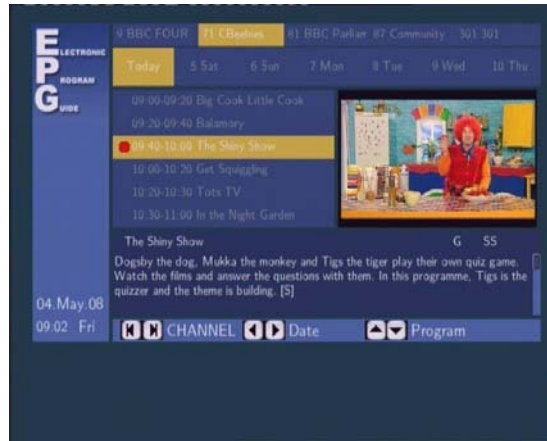 9 BBC FOUR 71 CBeebies 81 BBC Parliam 87 Community 301 301
ELECTRONIC
PROGRAM
GUIDE
Today 5 Sat 6 Sun 7 Mon 8 Tue 9 Wed 10 Thu
09:00-09:20 Big Cook Little Cook
09:20-09:40 Balamory
09:40-10:00 The Shiny Show
10:00-10:20 Get Squiggling
10:20-10:30 Tots TV
10:30-11:00 In the Night Garden
The Shiny Show G SS
Dogsby the dog, Mukka the monkey and Tigs the tiger play their own quiz game.
Watch the films and answer the questions with them. In this programme, Tigs is the
quizzer and the theme is building. [S]
04.May.08
09:02 Fri
CHANNEL Date Program